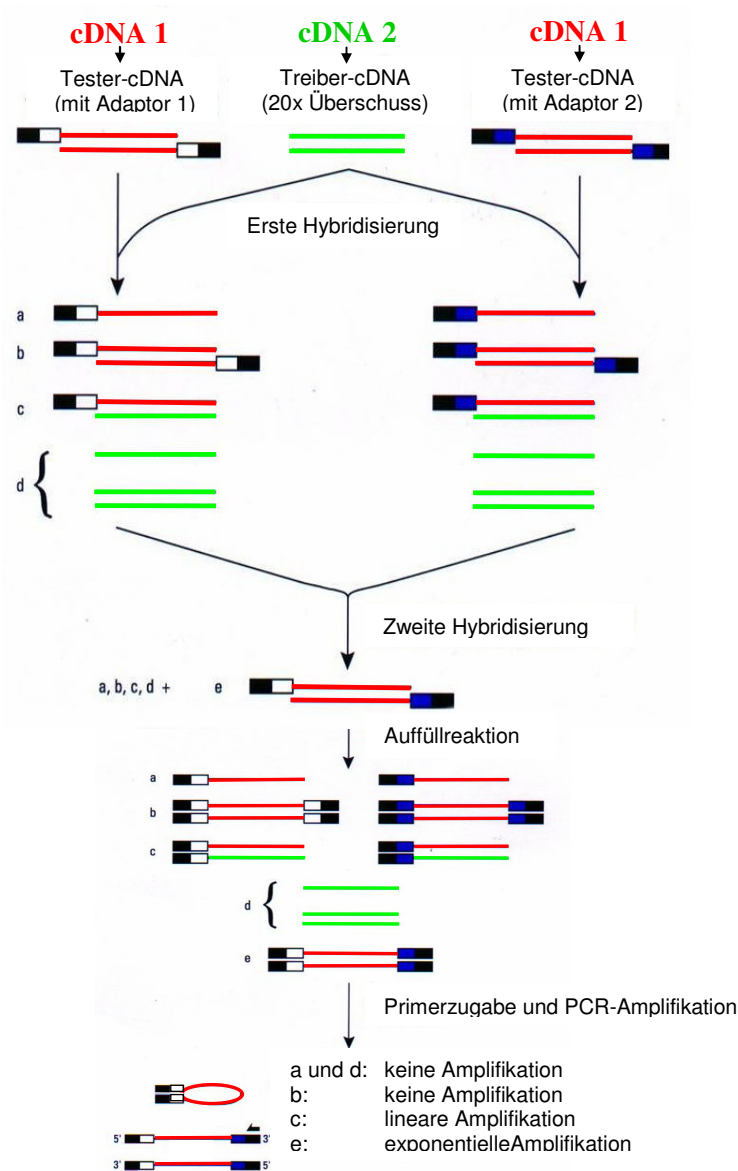 cDNA 1 cDNA 2 cDNA 1
Tester-cDNA Treiber-cDNA Tester-cDNA
(mit Adaptor 1) (20x Überschuss) (mit Adaptor 2)
Erste Hybridisierung
a
b
c
d
Zweite Hybridisierung
a, b, c, d + e
Auffüllreaktion
a
b
c
d
e
Primerzugabe und PCR-Amplifikation
a und d: keine Amplifikation
b: keine Amplifikation
c: lineare Amplifikation
e: exponentielleAmplifikation
5' 3'
3' 5'